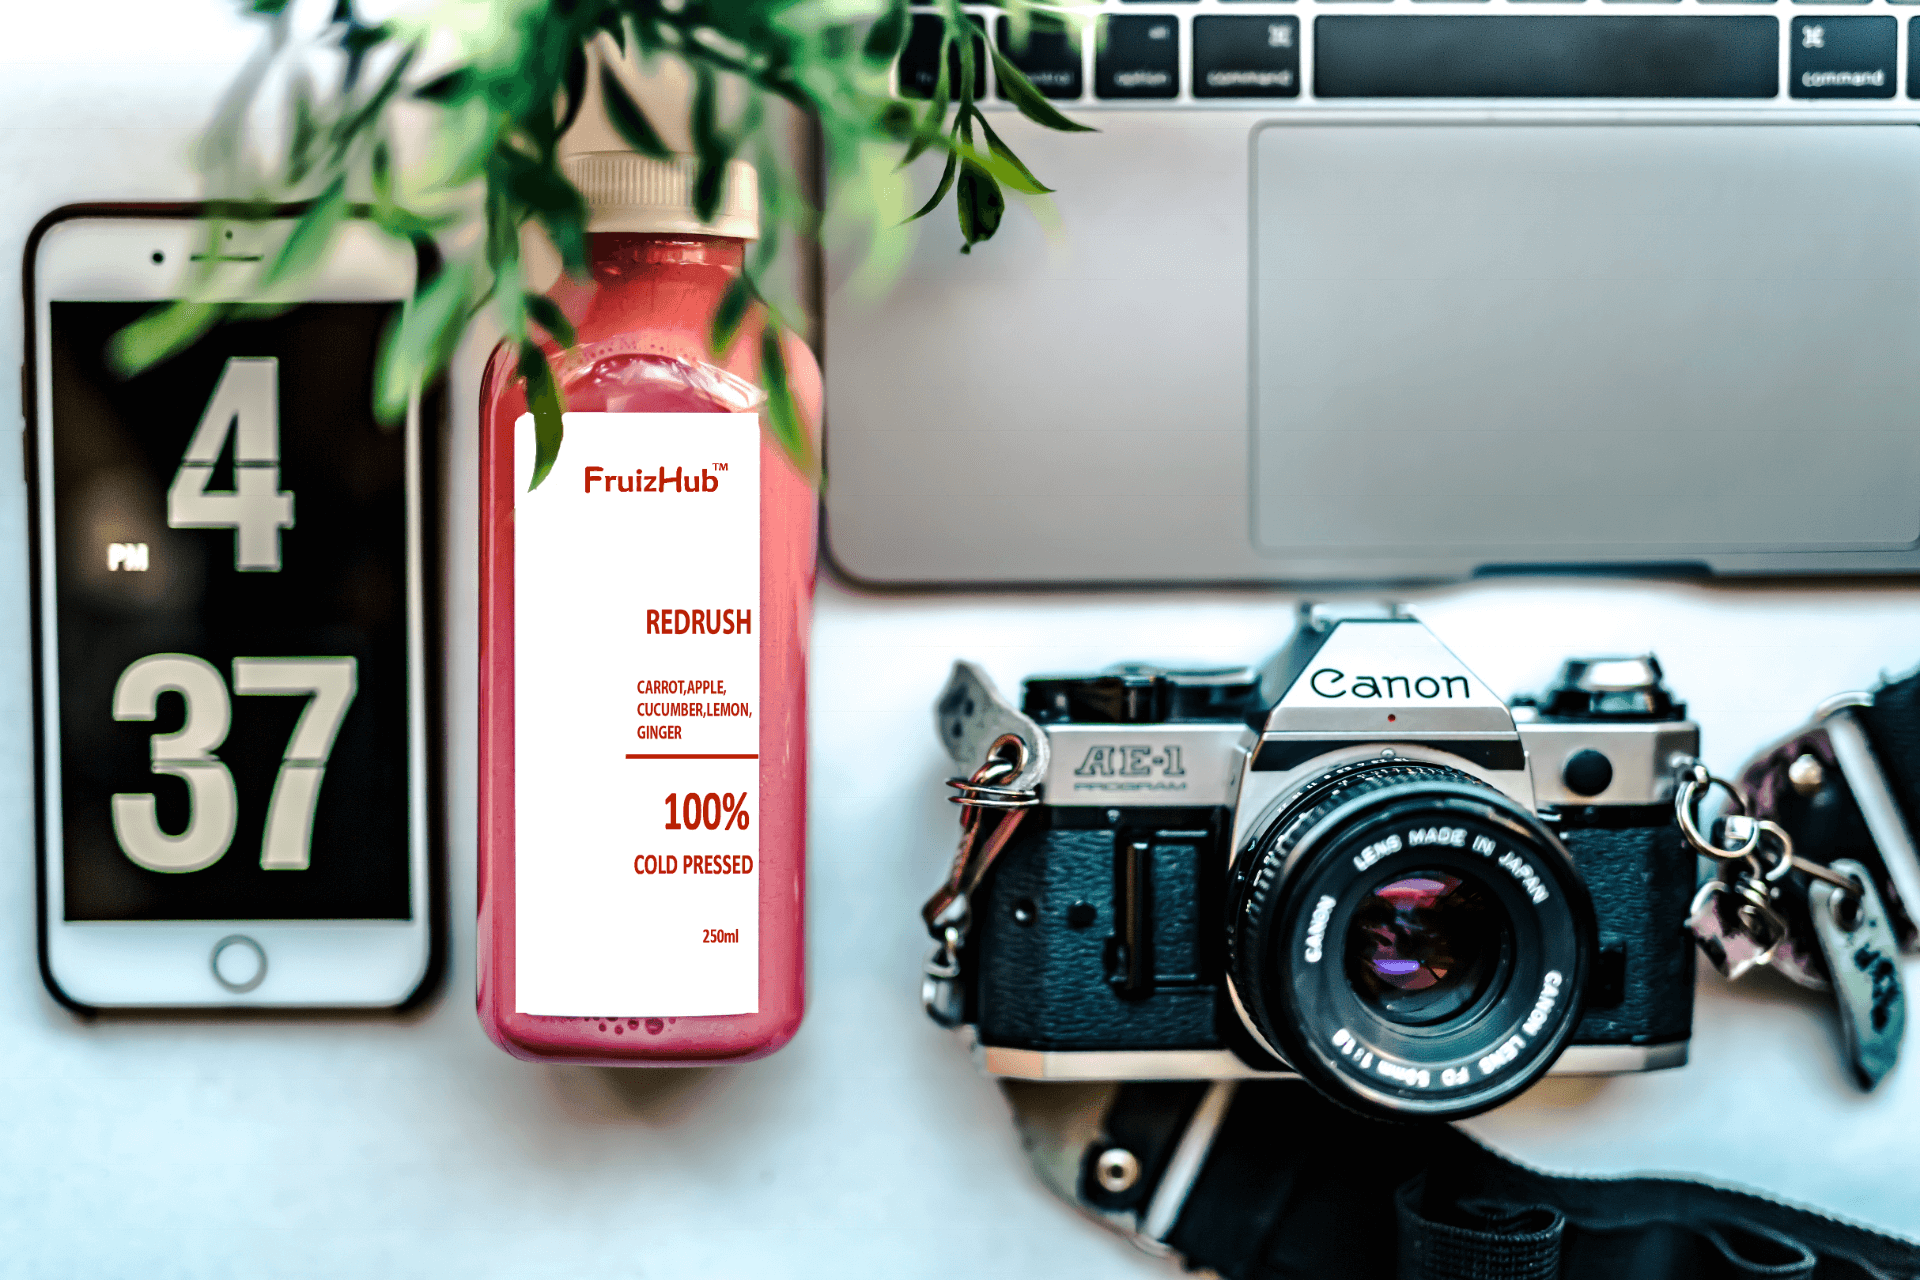 option
command
command
4
PM
37
FruizHub™
REDRUSH
CARROT,APPLE,
CUCUMBER,LEMON,
GINGER
100%
COLD PRESSED
250ml
Canon
AE-1
PROGRAM
LENS MADE IN JAPAN
CANON
CANON LENS FD 50mm 1:1.8